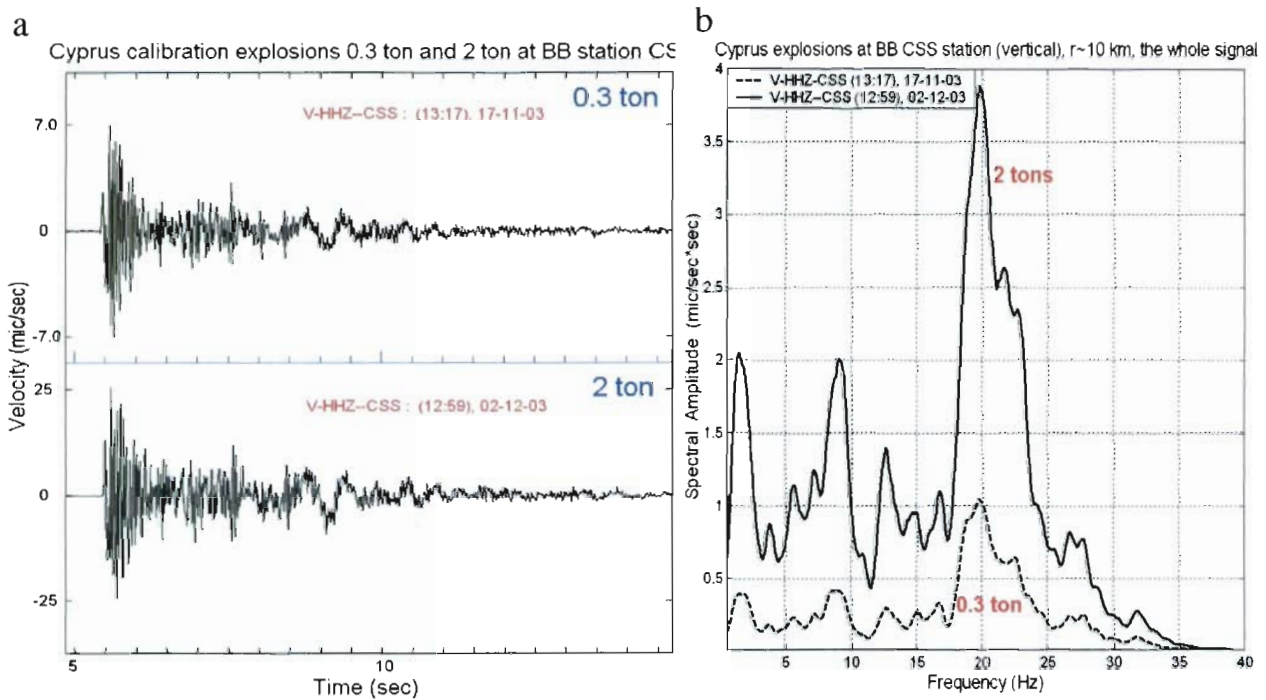 a
Cyprus calibration explosions 0.3 ton and 2 ton at BB station CS
0.3 ton
V-HHZ--CSS : (13:17), 17-11-03
7.0
0
-7.0
Velocity (mic/sec)
2 ton
V-HHZ--CSS : (12:59), 02-12-03
25
0
-25
5
10
Time (sec)
b
Cyprus explosions at BB CSS station (vertical), r~10 km, the whole signal
V-HHZ-CSS (13:17), 17-11-03
V-HHZ--CSS (12:59), 02-12-03
4
3.5
3
2.5
2
1.5
1
0.5
Spectral Amplitude (mic/sec*sec)
2 tons
0.3 ton
5
10
15
20
25
30
35
40
Frequency (Hz)